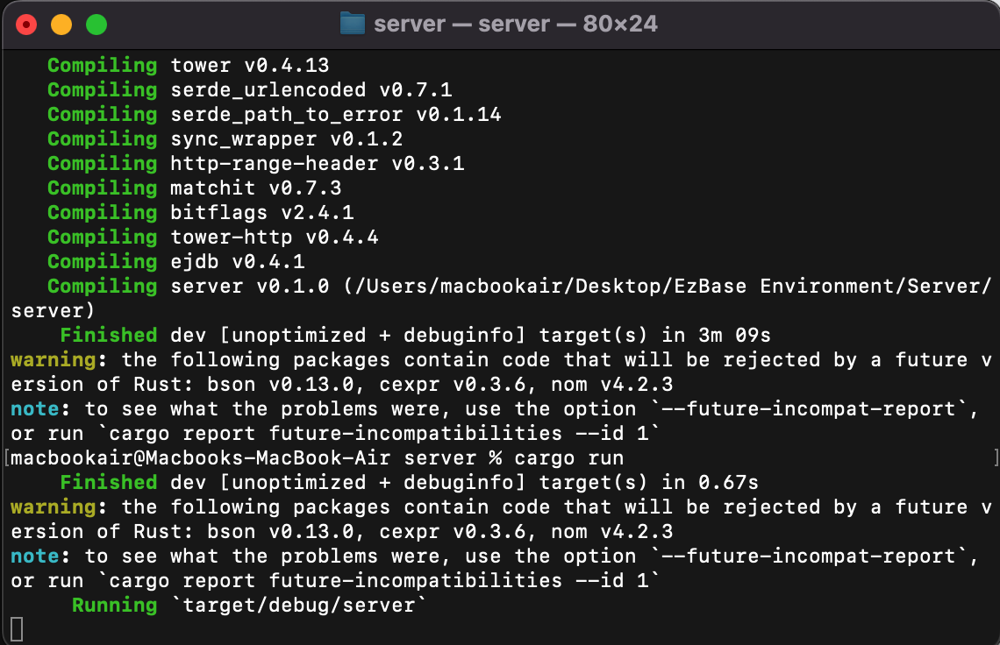 server — server — 80×24
Compiling tower v0.4.13
Compiling serde_urlencoded v0.7.1
Compiling serde_path_to_error v0.1.14
Compiling sync_wrapper v0.1.2
Compiling http-range-header v0.3.1
Compiling matchit v0.7.3
Compiling bitflags v2.4.1
Compiling tower-http v0.4.4
Compiling ejdb v0.4.1
Compiling server v0.1.0 (/Users/macbookair/Desktop/EzBase Environment/Server/
server)
Finished dev [unoptimized + debuginfo] target(s) in 3m 09s
warning: the following packages contain code that will be rejected by a future v
ersion of Rust: bson v0.13.0, cexpr v0.3.6, nom v4.2.3
note: to see what the problems were, use the option `--future-incompat-report`,
or run `cargo report future-incompatibilities --id 1`
[macbookair@Macbooks-MacBook-Air server % cargo run ]
Finished dev [unoptimized + debuginfo] target(s) in 0.67s
warning: the following packages contain code that will be rejected by a future v
ersion of Rust: bson v0.13.0, cexpr v0.3.6, nom v4.2.3
note: to see what the problems were, use the option `--future-incompat-report`,
or run `cargo report future-incompatibilities --id 1`
Running `target/debug/server`